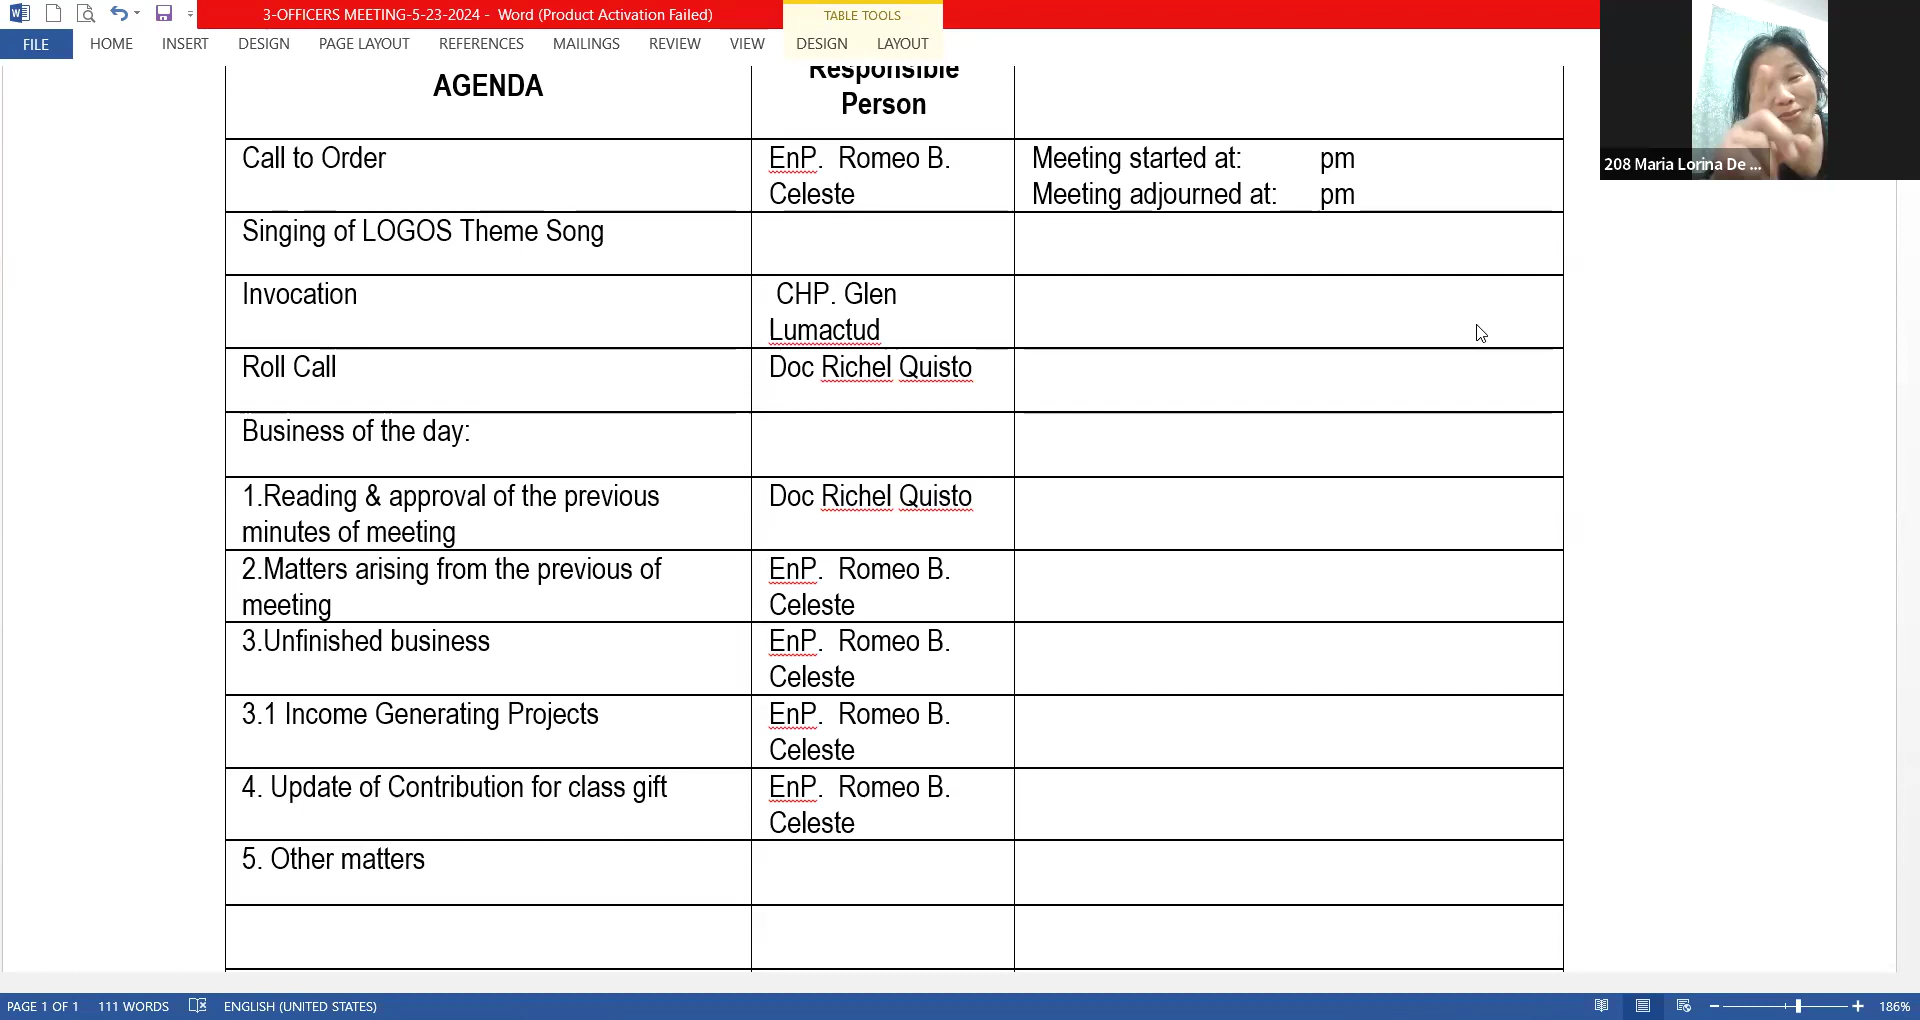 3-OFFICERS MEETING-5-23-2024 - Word (Product Activation Failed)
TABLE TOOLS
FILE HOME INSERT DESIGN PAGE LAYOUT REFERENCES MAILINGS REVIEW VIEW DESIGN LAYOUT
208 Maria Lorina De ...
AGENDA
Responsible
Person
Call to Order
EnP. Romeo B.
Celeste
Meeting started at: pm
Meeting adjourned at: pm
Singing of LOGOS Theme Song
Invocation
CHP. Glen
Lumactud
Roll Call
Doc Richel Quisto
Business of the day:
1.Reading & approval of the previous
minutes of meeting
Doc Richel Quisto
2.Matters arising from the previous of
meeting
EnP. Romeo B.
Celeste
3.Unfinished business
EnP. Romeo B.
Celeste
3.1 Income Generating Projects
EnP. Romeo B.
Celeste
4. Update of Contribution for class gift
EnP. Romeo B.
Celeste
5. Other matters
PAGE 1 OF 1 111 WORDS ENGLISH (UNITED STATES) 186%